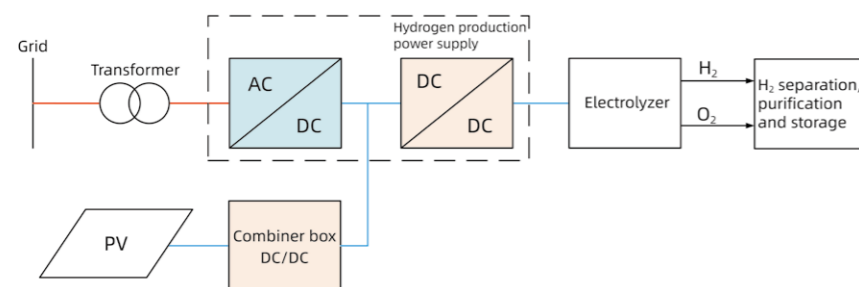 Hydrogen production
power supply
Grid
Transformer
AC
DC
DC
DC
Electrolyzer
H₂
O₂
H₂ separation,
purification
and storage
PV
Combiner box
DC/DC